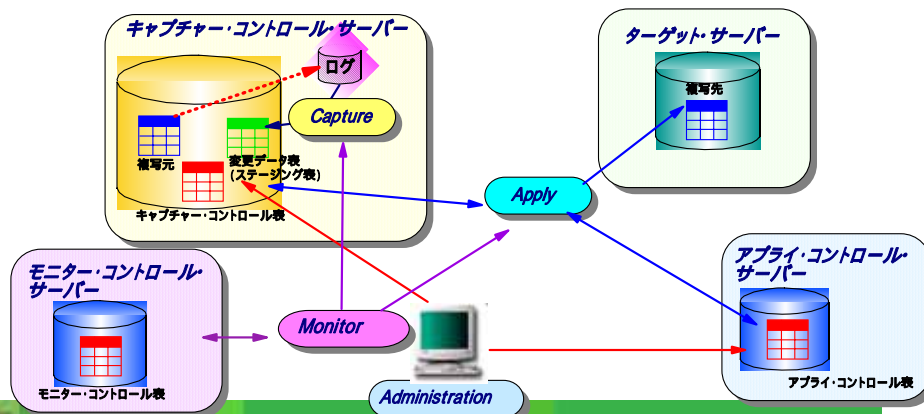 キャプチャー・コントロール・サーバー
ログ
Capture
複写元
変更データ表
(ステージング表)
キャプチャー・コントロール表
ターゲット・サーバー
複写先
Apply
モニター・コントロール・
サーバー
モニター・コントロール表
Monitor
Administration
アプライ・コントロール・
サーバー
アプライ・コントロール表